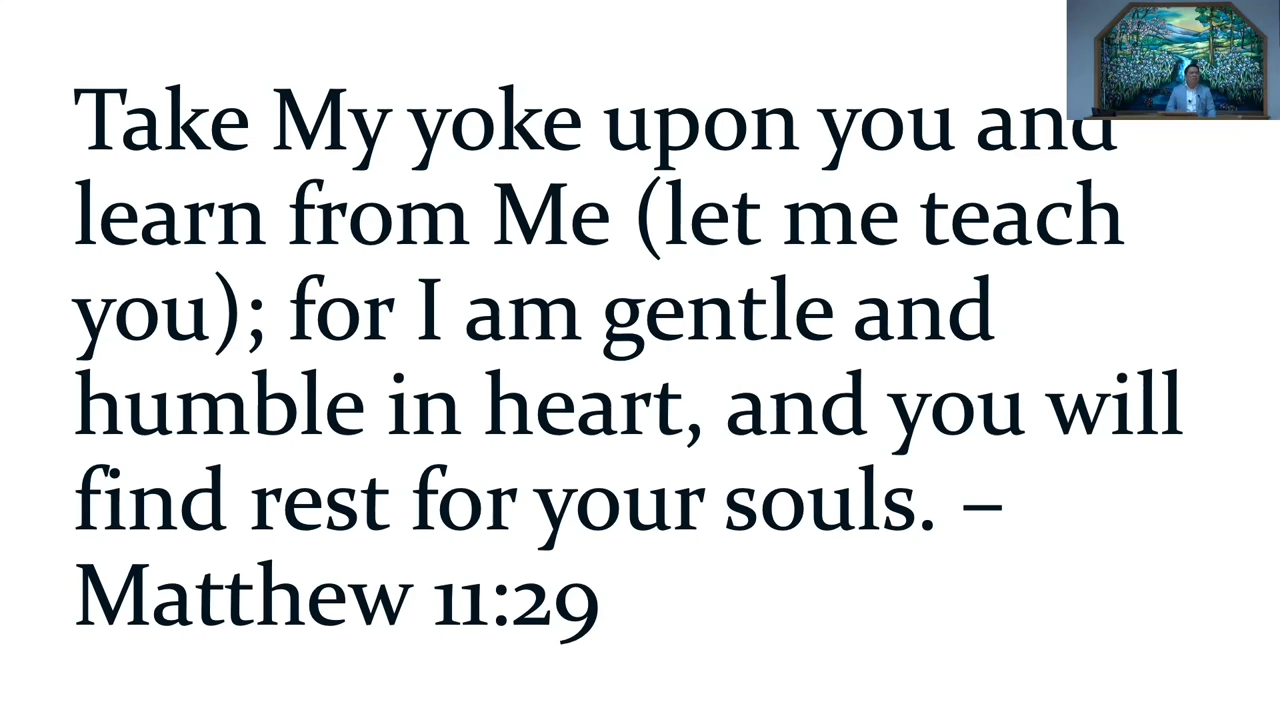 Take My yoke upon you and
learn from Me (let me teach
you); for I am gentle and
humble in heart, and you will
find rest for your souls. –
Matthew 11:29